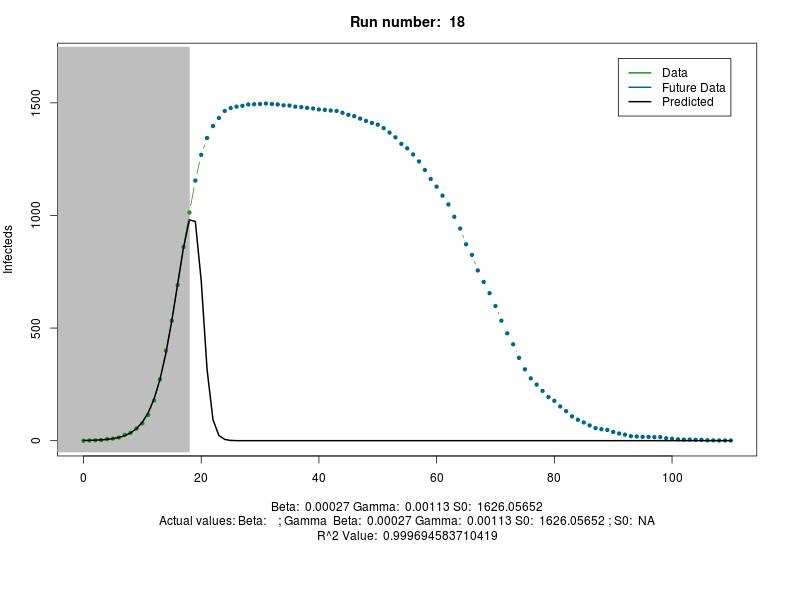 Run number:  18
Data
Future Data
Predicted
1500
1000
500
0
Infecteds
0 20 40 60 80 100
Beta:  0.00027 Gamma:  0.00113 S0:  1626.05652
Actual values: Beta:    ; Gamma  Beta:  0.00027 Gamma:  0.00113 S0:  1626.05652 ; S0:  NA
R^2 Value:  0.999694583710419